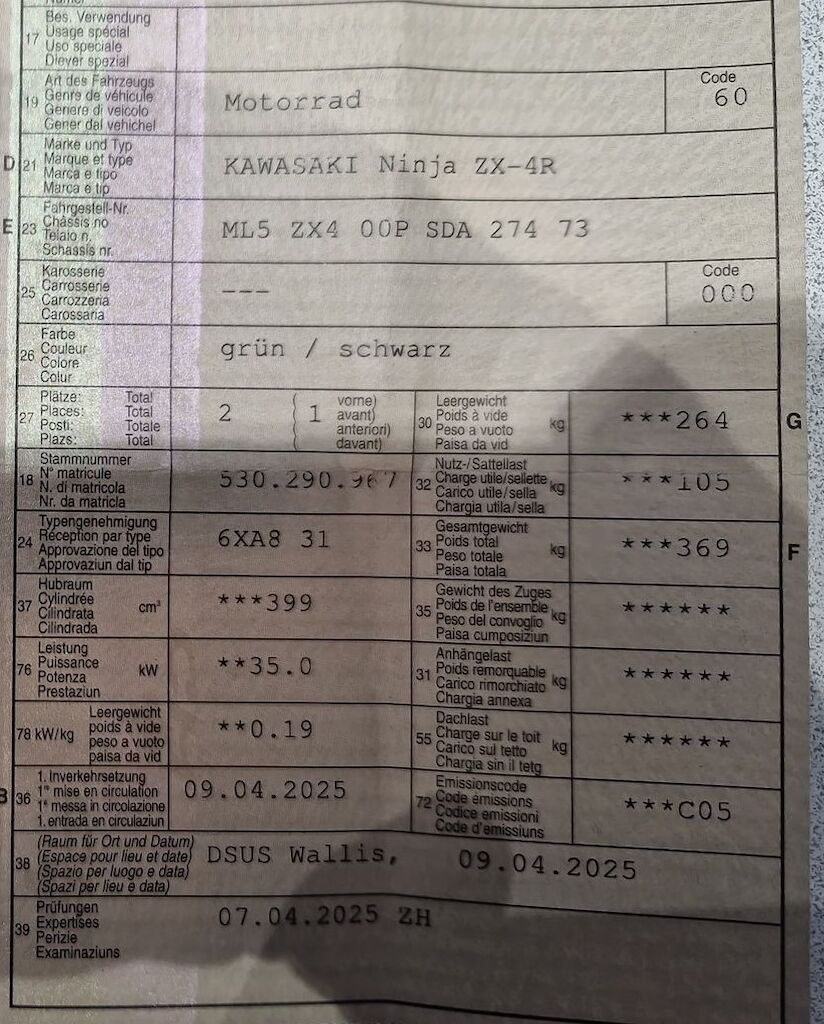 17 Bes. Verwendung
Usage spécial
Uso speciale
Diever spezial
19 Art des Fahrzeugs
Genre de véhicule
Genere di veicolo
Gener dal vehichel
Motorrad
Code
60
D 21 Marke und Typ
Marque et type
Marca e tipo
Marca e tip
KAWASAKI Ninja ZX-4R
E 23 Fahrgestell-Nr.
Châssis no
Telaio n.
Schassis nr.
ML5 ZX4 00P SDA 274 73
25 Karosserie
Carrosserie
Carrozzeria
Carossaria
---
Code
000
26 Farbe
Couleur
Colore
Colur
grün / schwarz
27 Plätze: Total
Places: Total
Posti: Totale
Plazs: Total
2 ( 1 vorne)
avant)
anteriori)
davant)
30 Leergewicht
Poids à vide
Peso a vuoto
Paisa da vid
kg
***264
G
18 Stammnummer
N° matricule
N. di matricola
Nr. da matricla
530.290.967
32 Nutz-/Sattellast
Charge utile/sellette
Carico utile/sella
Chargia utila/sella
kg
***105
24 Typengenehmigung
Réception par type
Approvazione del tipo
Approvaziun dal tip
6XA8 31
33 Gesamtgewicht
Poids total
Peso totale
Paisa totala
kg
***369
F
37 Hubraum
Cylindrée
Cilindrata
Cilindrada
cm³
***399
35 Gewicht des Zuges
Poids de l'ensemble
Peso del convoglio
Paisa cumposiziun
kg
******
76 Leistung
Puissance
Potenza
Prestaziun
kW
**35.0
31 Anhängelast
Poids remorquable
Carico rimorchiato
Chargia annexa
kg
******
78 kW/kg Leergewicht
poids à vide
peso a vuoto
paisa da vid
**0.19
55 Dachlast
Charge sur le toit
Carico sul tetto
Chargia sin il tetg
kg
******
B 36 1. Inverkehrsetzung
1re mise en circulation
1a messa in circolazione
1. entrada en circulaziun
09.04.2025
72 Emissionscode
Code émissions
Codice emissioni
Code d'emissiuns
***C05
38 (Raum für Ort und Datum)
(Espace pour lieu et date)
(Spazio per luogo e data)
(Spazi per lieu e data)
DSUS Wallis, 09.04.2025
39 Prüfungen
Expertises
Perizie
Examinaziuns
07.04.2025 ZH